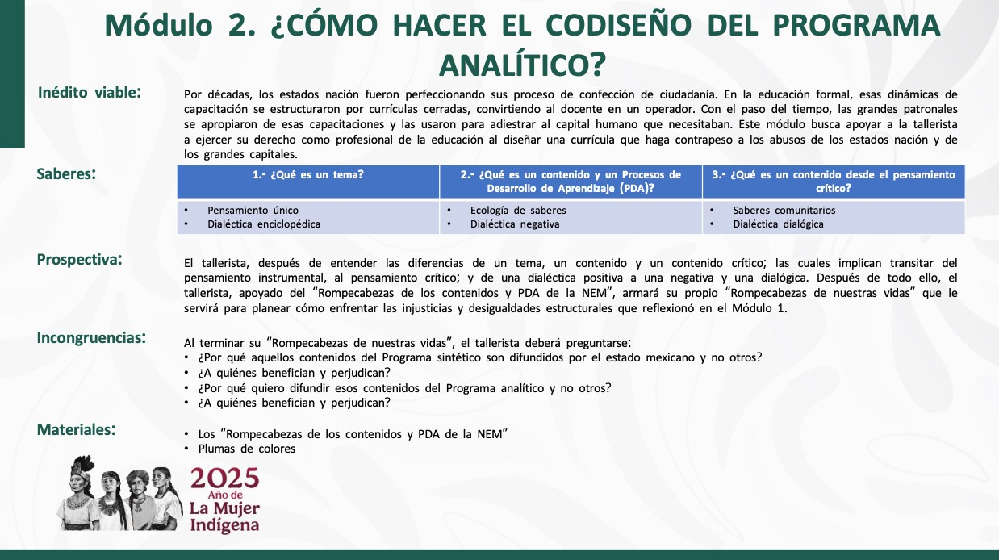 Módulo 2. ¿CÓMO HACER EL CODISEÑO DEL PROGRAMA
ANALÍTICO?
Inédito viable:
Por décadas, los estados nación fueron perfeccionando sus proceso de confección de ciudadanía. En la educación formal, esas dinámicas de
capacitación se estructuraron por currículas cerradas, convirtiendo al docente en un operador. Con el paso del tiempo, las grandes patronales
se apropiaron de esas capacitaciones y las usaron para adiestrar al capital humano que necesitaban. Este módulo busca apoyar a la tallerista
a ejercer su derecho como profesional de la educación al diseñar una currícula que haga contrapeso a los abusos de los estados nación y de
los grandes capitales.
Saberes:
1.- ¿Qué es un tema?
2.- ¿Qué es un contenido y un Procesos de
Desarrollo de Aprendizaje (PDA)?
3.- ¿Qué es un contenido desde el pensamiento
crítico?
• Pensamiento único
• Dialéctica enciclopédica
• Ecología de saberes
• Dialéctica negativa
• Saberes comunitarios
• Dialéctica dialógica
Prospectiva:
El tallerista, después de entender las diferencias de un tema, un contenido y un contenido crítico; las cuales implican transitar del
pensamiento instrumental, al pensamiento crítico; y de una dialéctica positiva a una negativa y una dialógica. Después de todo ello, el
tallerista, apoyado del “Rompecabezas de los contenidos y PDA de la NEM”, armará su propio “Rompecabezas de nuestras vidas” que le
servirá para planear cómo enfrentar las injusticias y desigualdades estructurales que reflexionó en el Módulo 1.
Incongruencias:
Al terminar su “Rompecabezas de nuestras vidas”, el tallerista deberá preguntarse:
• ¿Por qué aquellos contenidos del Programa sintético son difundidos por el estado mexicano y no otros?
• ¿A quiénes benefician y perjudican?
• ¿Por qué quiero difundir esos contenidos del Programa analítico y no otros?
• ¿A quiénes benefician y perjudican?
Materiales:
• Los “Rompecabezas de los contenidos y PDA de la NEM”
• Plumas de colores
2025
Año de
La Mujer
Indígena